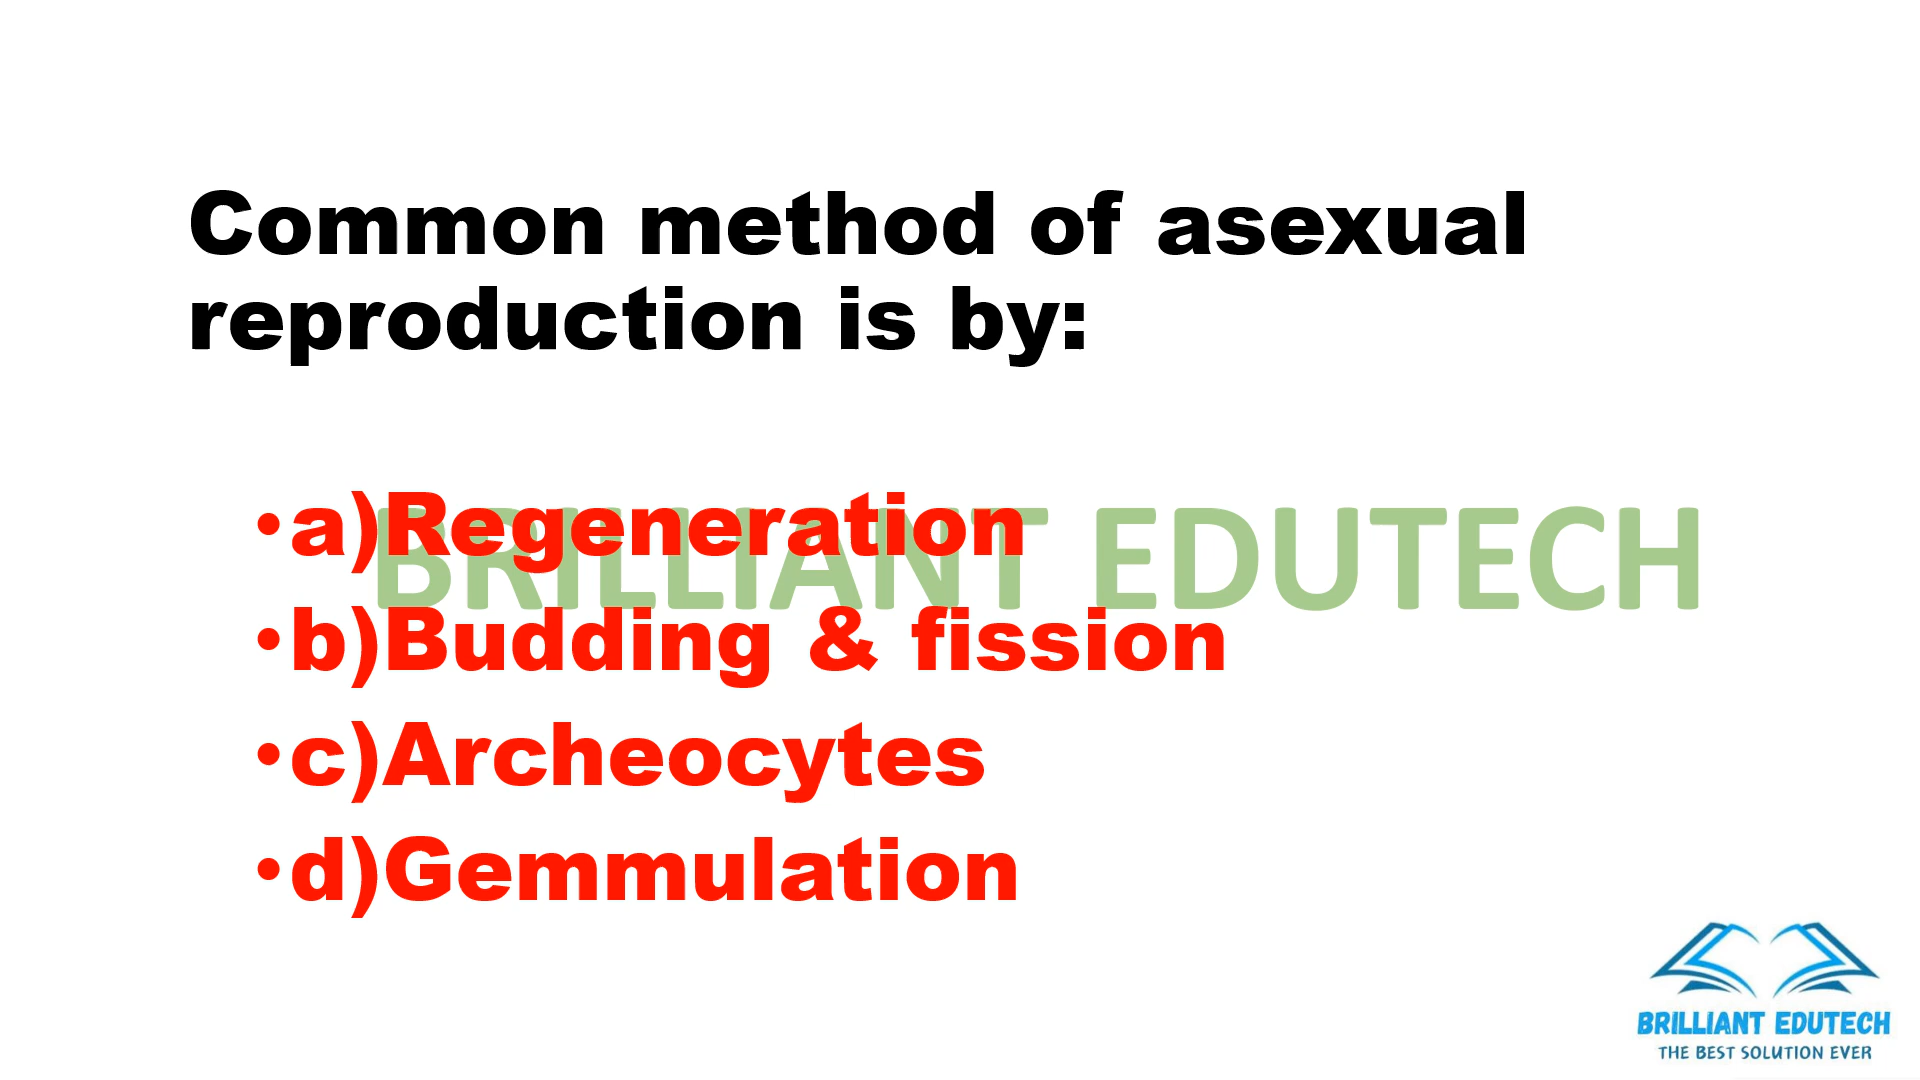 Common method of asexual
reproduction is by:
•a)Regeneration
BRILLIANT EDUTECH
•b)Budding & fission
•c)Archeocytes
•d)Gemmulation
BRILLIANT EDUTECH
THE BEST SOLUTION EVER